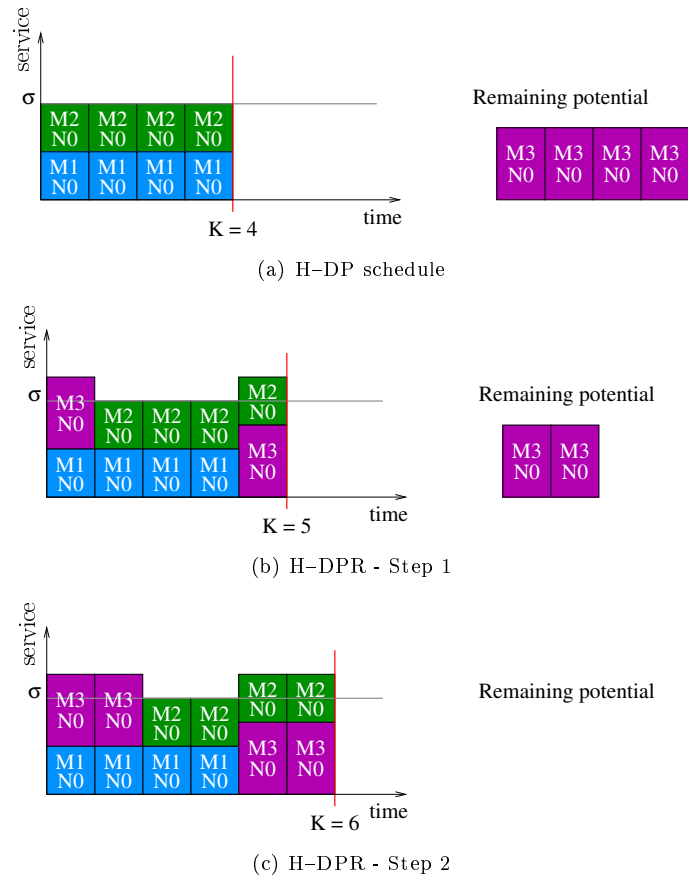 service
σ
M2 M2 M2 M2
N0 N0 N0 N0
M1 M1 M1 M1
N0 N0 N0 N0
time
K = 4
Remaining potential
M3 M3 M3 M3
N0 N0 N0 N0
(a) H–DP schedule
service
σ
M3
N0
M2 M2 M2
N0 N0 N0
M2
N0
M1 M1 M1 M1
N0 N0 N0 N0
M3
N0
time
K = 5
Remaining potential
M3 M3
N0 N0
(b) H–DPR - Step 1
service
σ
M3 M3
N0 N0
M2 M2
N0 N0
M2 M2
N0 N0
M1 M1 M1 M1
N0 N0 N0 N0
M3 M3
N0 N0
time
K = 6
Remaining potential
(c) H–DPR - Step 2